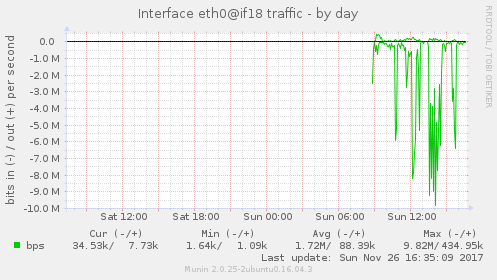 Interface eth0@if18 traffic - by day
RRDTOOL / TOBI OETIKER
bits in (-) / out (+) per second
0.0
-1.0 M
-2.0 M
-3.0 M
-4.0 M
-5.0 M
-6.0 M
-7.0 M
-8.0 M
-9.0 M
-10.0 M
Sat 12:00 Sat 18:00 Sun 00:00 Sun 06:00 Sun 12:00
Cur (-/+) Min (-/+) Avg (-/+) Max (-/+)
bps 34.53k/ 7.73k 1.64k/ 1.09k 1.72M/ 88.39k 9.82M/434.95k
Last update: Sun Nov 26 16:35:09 2017
Munin 2.0.25-2ubuntu0.16.04.3